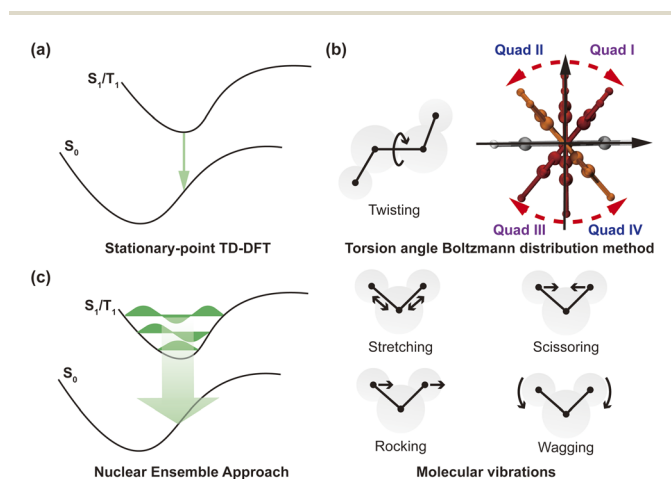 (a)
S₁/T₁
S₀
Stationary-point TD-DFT
(b)
Quad II
Quad I
Twisting
Quad III
Quad IV
Torsion angle Boltzmann distribution method
(c)
S₁/T₁
S₀
Nuclear Ensemble Approach
Stretching
Scissoring
Rocking
Wagging
Molecular vibrations